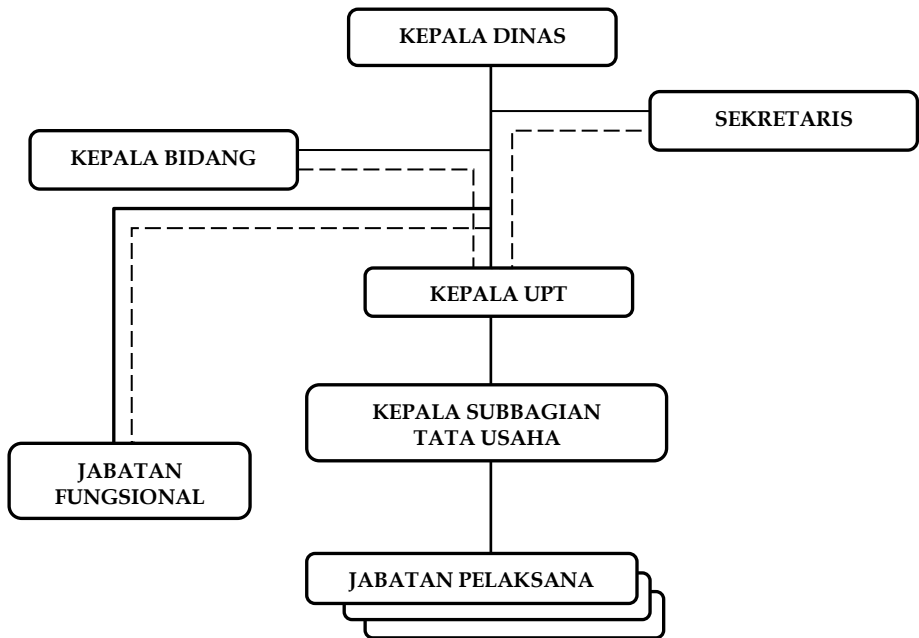 KEPALA DINAS
SEKRETARIS
KEPALA BIDANG
KEPALA UPT
KEPALA SUBBAGIAN
TATA USAHA
JABATAN
FUNGSIONAL
JABATAN PELAKSANA